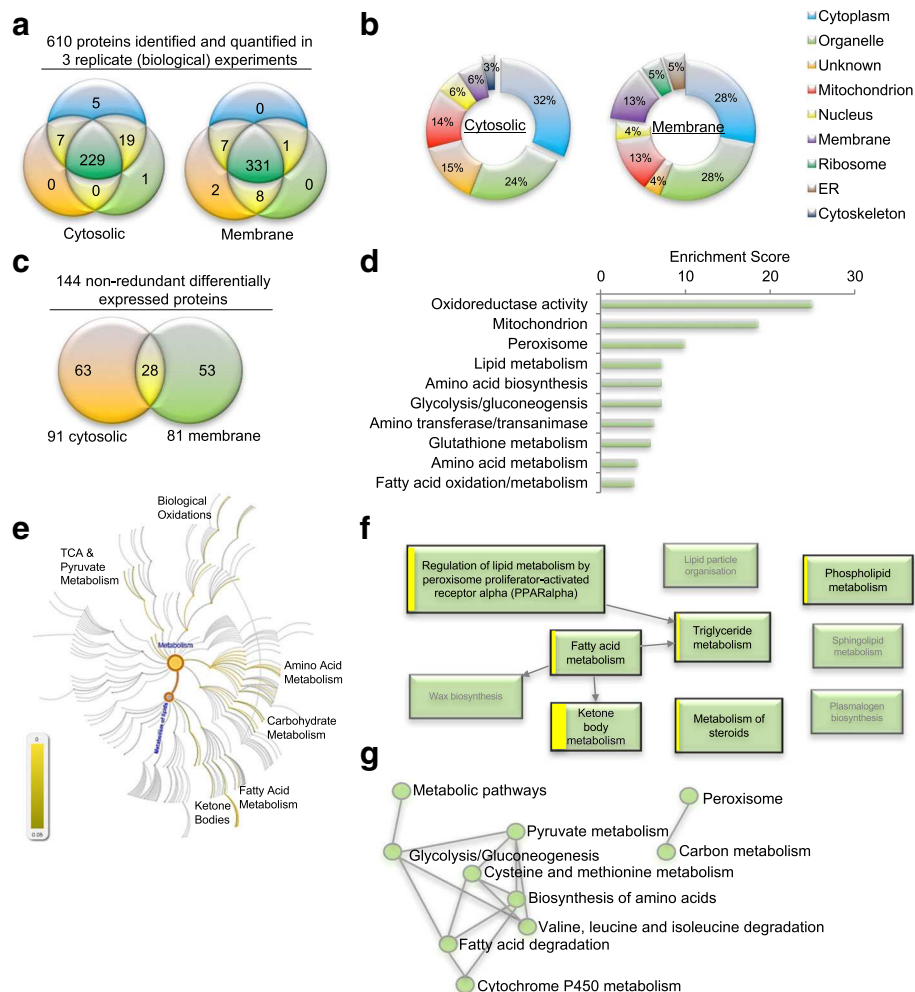 a
610 proteins identified and quantified in
3 replicate (biological) experiments
5
7
19
229
0
0
1
Cytosolic
0
7
1
331
2
8
0
Membrane
b
3%
6%
6%
14%
15%
24%
32%
Cytosolic
5%
5%
13%
4%
13%
4%
28%
28%
Membrane
Cytoplasm
Organelle
Unknown
Mitochondrion
Nucleus
Membrane
Ribosome
ER
Cytoskeleton
c
144 non-redundant differentially
expressed proteins
63
28
53
91 cytosolic
81 membrane
d
Enrichment Score
0
10
20
30
Oxidoreductase activity
Mitochondrion
Peroxisome
Lipid metabolism
Amino acid biosynthesis
Glycolysis/gluconeogensis
Amino transferase/transanimase
Glutathione metabolism
Amino acid metabolism
Fatty acid oxidation/metabolism
e
Biological
Oxidations
TCA &
Pyruvate
Metabolism
Metabolism
Metabolism of lipids
Amino Acid
Metabolism
Carbohydrate
Metabolism
Fatty Acid
Metabolism
Ketone
Bodies
0
0.05
f
Regulation of lipid metabolism by
peroxisome proliferator-activated
receptor alpha (PPARalpha)
Lipid particle
organisation
Phospholipid
metabolism
Fatty acid
metabolism
Triglyceride
metabolism
Sphingolipid
metabolism
Wax biosynthesis
Ketone
body
metabolism
Metabolism of
steroids
Plasmalogen
biosynthesis
g
Metabolic pathways
Peroxisome
Pyruvate metabolism
Glycolysis/Gluconeogenesis
Carbon metabolism
Cysteine and methionine metabolism
Biosynthesis of amino acids
Valine, leucine and isoleucine degradation
Fatty acid degradation
Cytochrome P450 metabolism